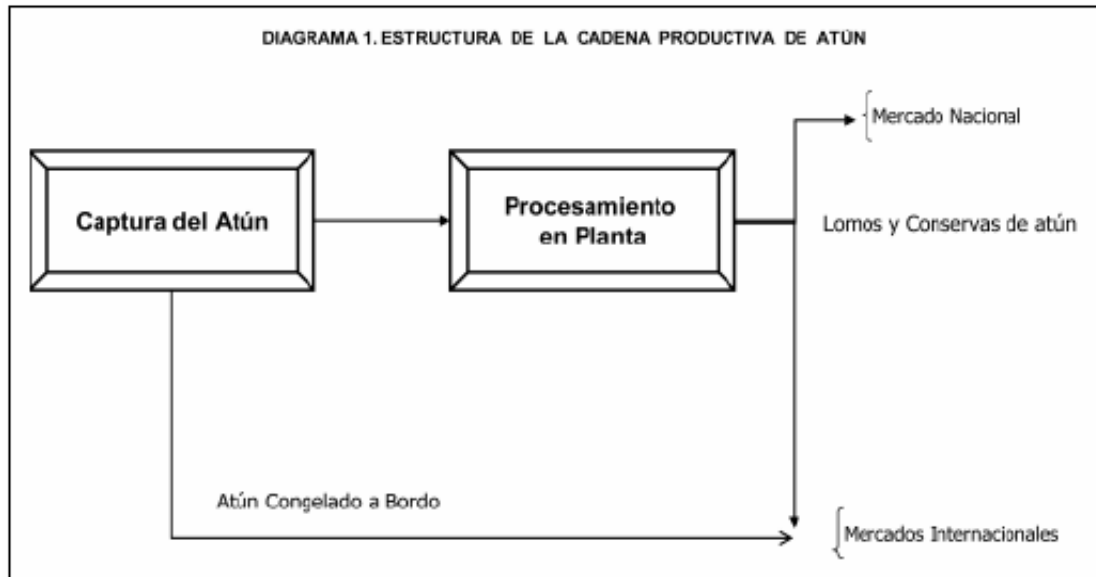 DIAGRAMA 1. ESTRUCTURA DE LA CADENA PRODUCTIVA DE ATÚN
Mercado Nacional
Captura del Atún
Procesamiento
en Planta
Lomos y Conservas de atún
Atún Congelado a Bordo
Mercados Internacionales